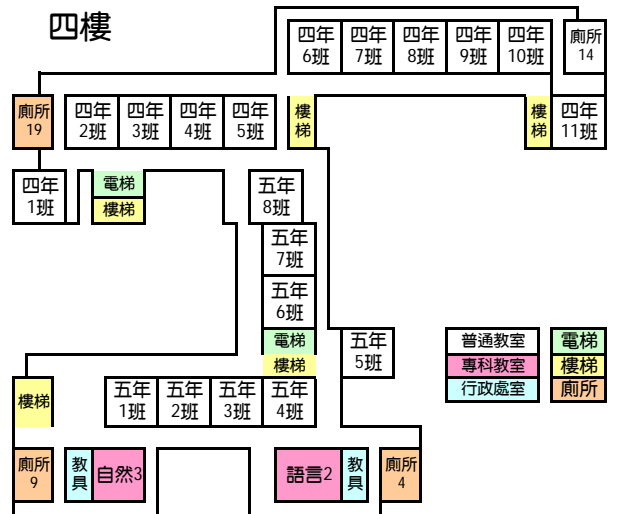 四樓
四年 四年 四年 四年 四年 廁所
6班 7班 8班 9班 10班 14
廁所 四年 四年 四年 四年 樓 樓 四年
19 2班 3班 4班 5班 梯 梯 11班
四年 電梯 五年
1班 樓梯 8班
五年
7班
五年
6班
電梯 五年 普通教室 電梯
樓梯 5班 專科教室 樓梯
行政處室 廁所
樓梯 五年 五年 五年 五年
1班 2班 3班 4班
廁所 教 自然3 語言2 教 廁所
9 具 具 4